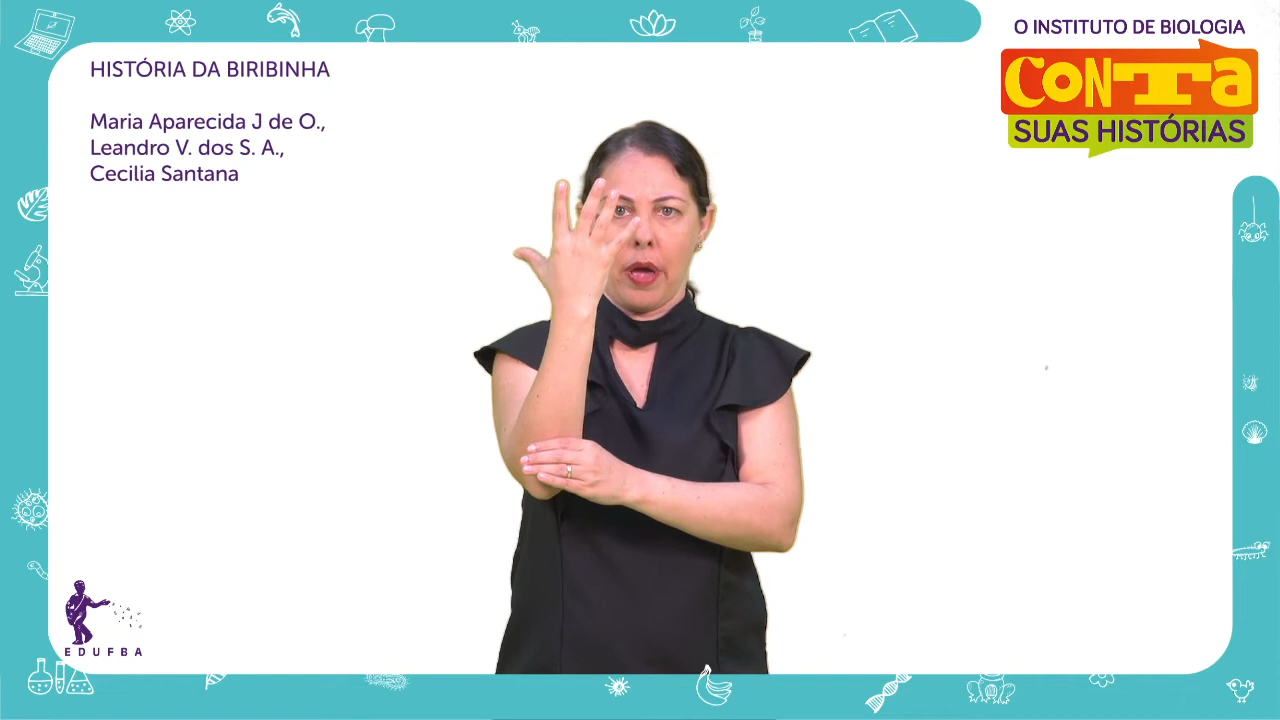 HISTÓRIA DA BIRIBINHA
Maria Aparecida J de O.,
Leandro V. dos S. A.,
Cecilia Santana
O INSTITUTO DE BIOLOGIA
CONTA
SUAS HISTÓRIAS
EDUFBA